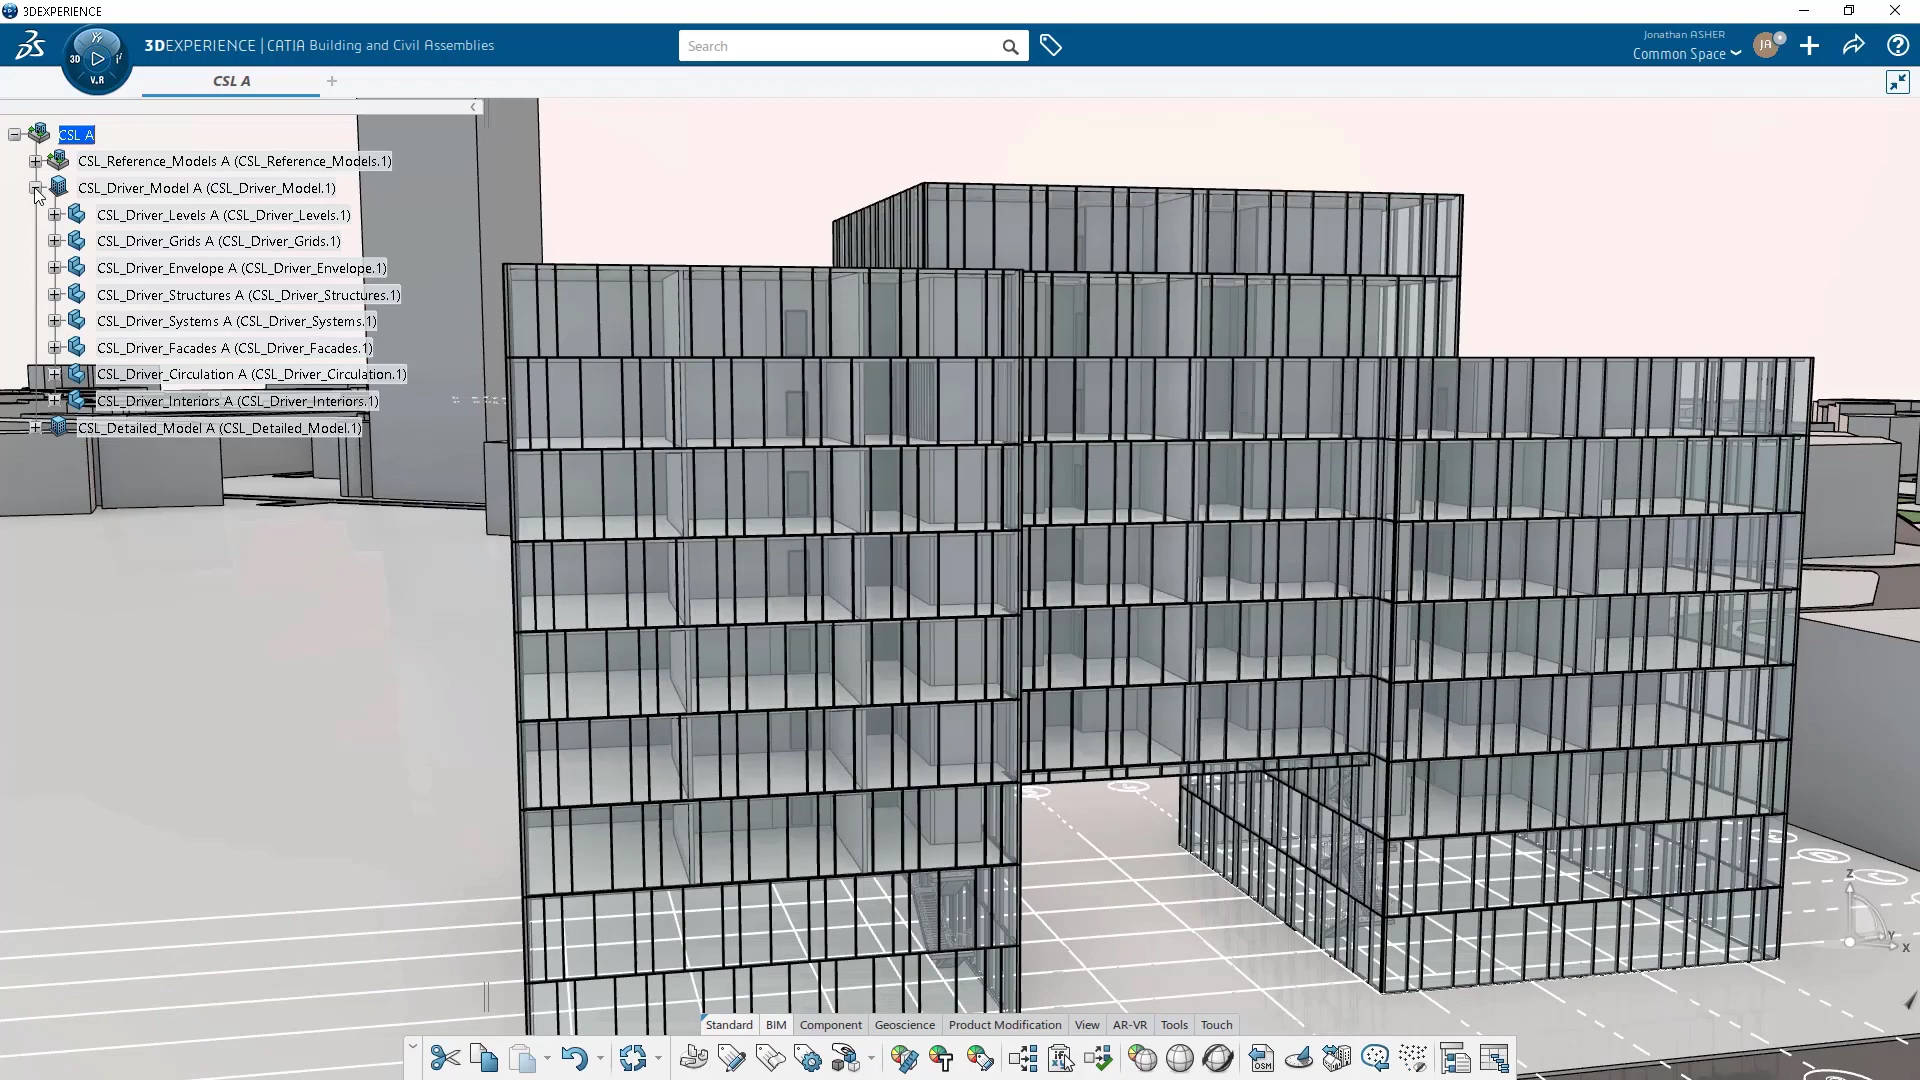 3DEXPERIENCE
3DEXPERIENCE | CATIA Building and Civil Assemblies
Search
Jonathan ASHER
Common Space
JA
3D
V.R
CSL A
CSL A
CSL_Reference_Models A (CSL_Reference_Models.1)
CSL_Driver_Model A (CSL_Driver_Model.1)
CSL_Driver_Levels A (CSL_Driver_Levels.1)
CSL_Driver_Grids A (CSL_Driver_Grids.1)
CSL_Driver_Envelope A (CSL_Driver_Envelope.1)
CSL_Driver_Structures A (CSL_Driver_Structures.1)
CSL_Driver_Systems A (CSL_Driver_Systems.1)
CSL_Driver_Facades A (CSL_Driver_Facades.1)
CSL_Driver_Circulation A (CSL_Driver_Circulation.1)
CSL_Driver_Interiors A (CSL_Driver_Interiors.1)
CSL_Detailed_Model A (CSL_Detailed_Model.1)
Z
Y
X
Standard BIM Component Geoscience Product Modification View AR-VR Tools Touch
OSM